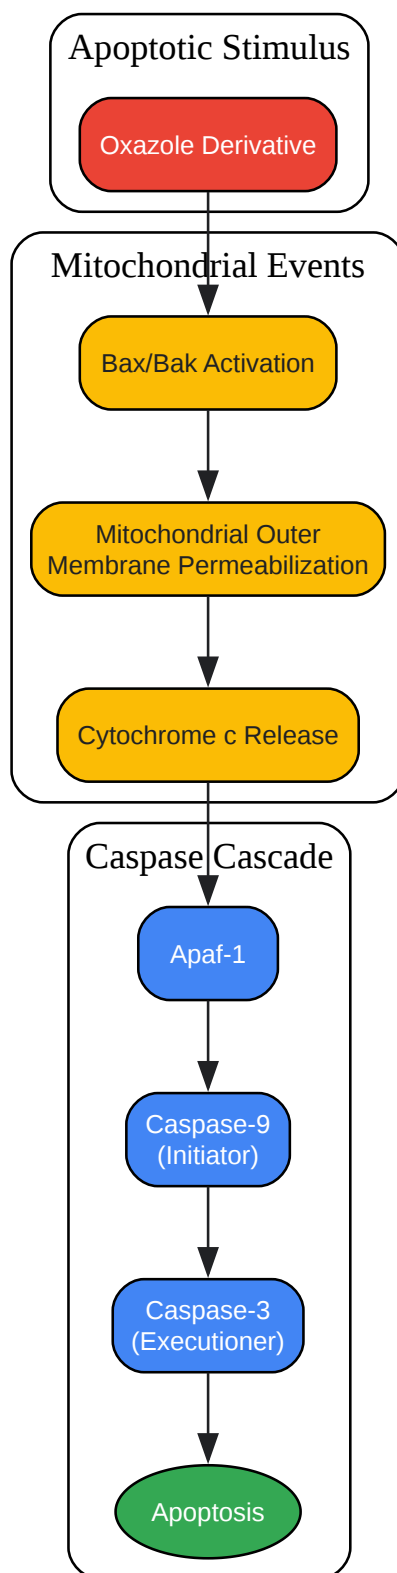 Apoptotic Stimulus
Oxazole Derivative
Mitochondrial Events
Bax/Bak Activation
Mitochondrial Outer
Membrane Permeabilization
Cytochrome c Release
Caspase Cascade
Apaf-1
Caspase-9
(Initiator)
Caspase-3
(Executioner)
Apoptosis